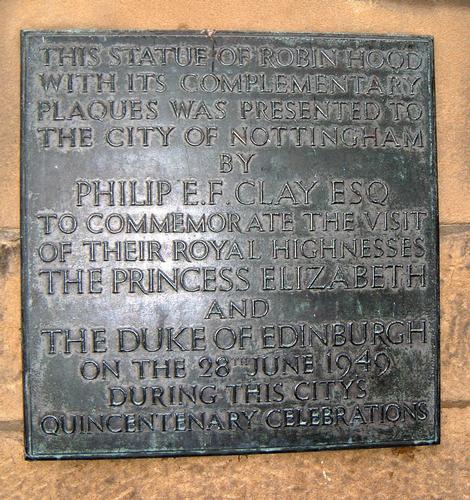 THIS STATUE OF ROBIN HOOD
WITH ITS COMPLEMENTARY
PLAQUES WAS PRESENTED TO
THE CITY OF NOTTINGHAM
BY
PHILIP E.F. CLAY ESQ
TO COMMEMORATE THE VISIT
OF THEIR ROYAL HIGHNESSES
THE PRINCESS ELIZABETH
AND
THE DUKE OF EDINBURGH
ON THE 28TH JUNE 1949
DURING THIS CITYS
QUINCENTENARY CELEBRATIONS